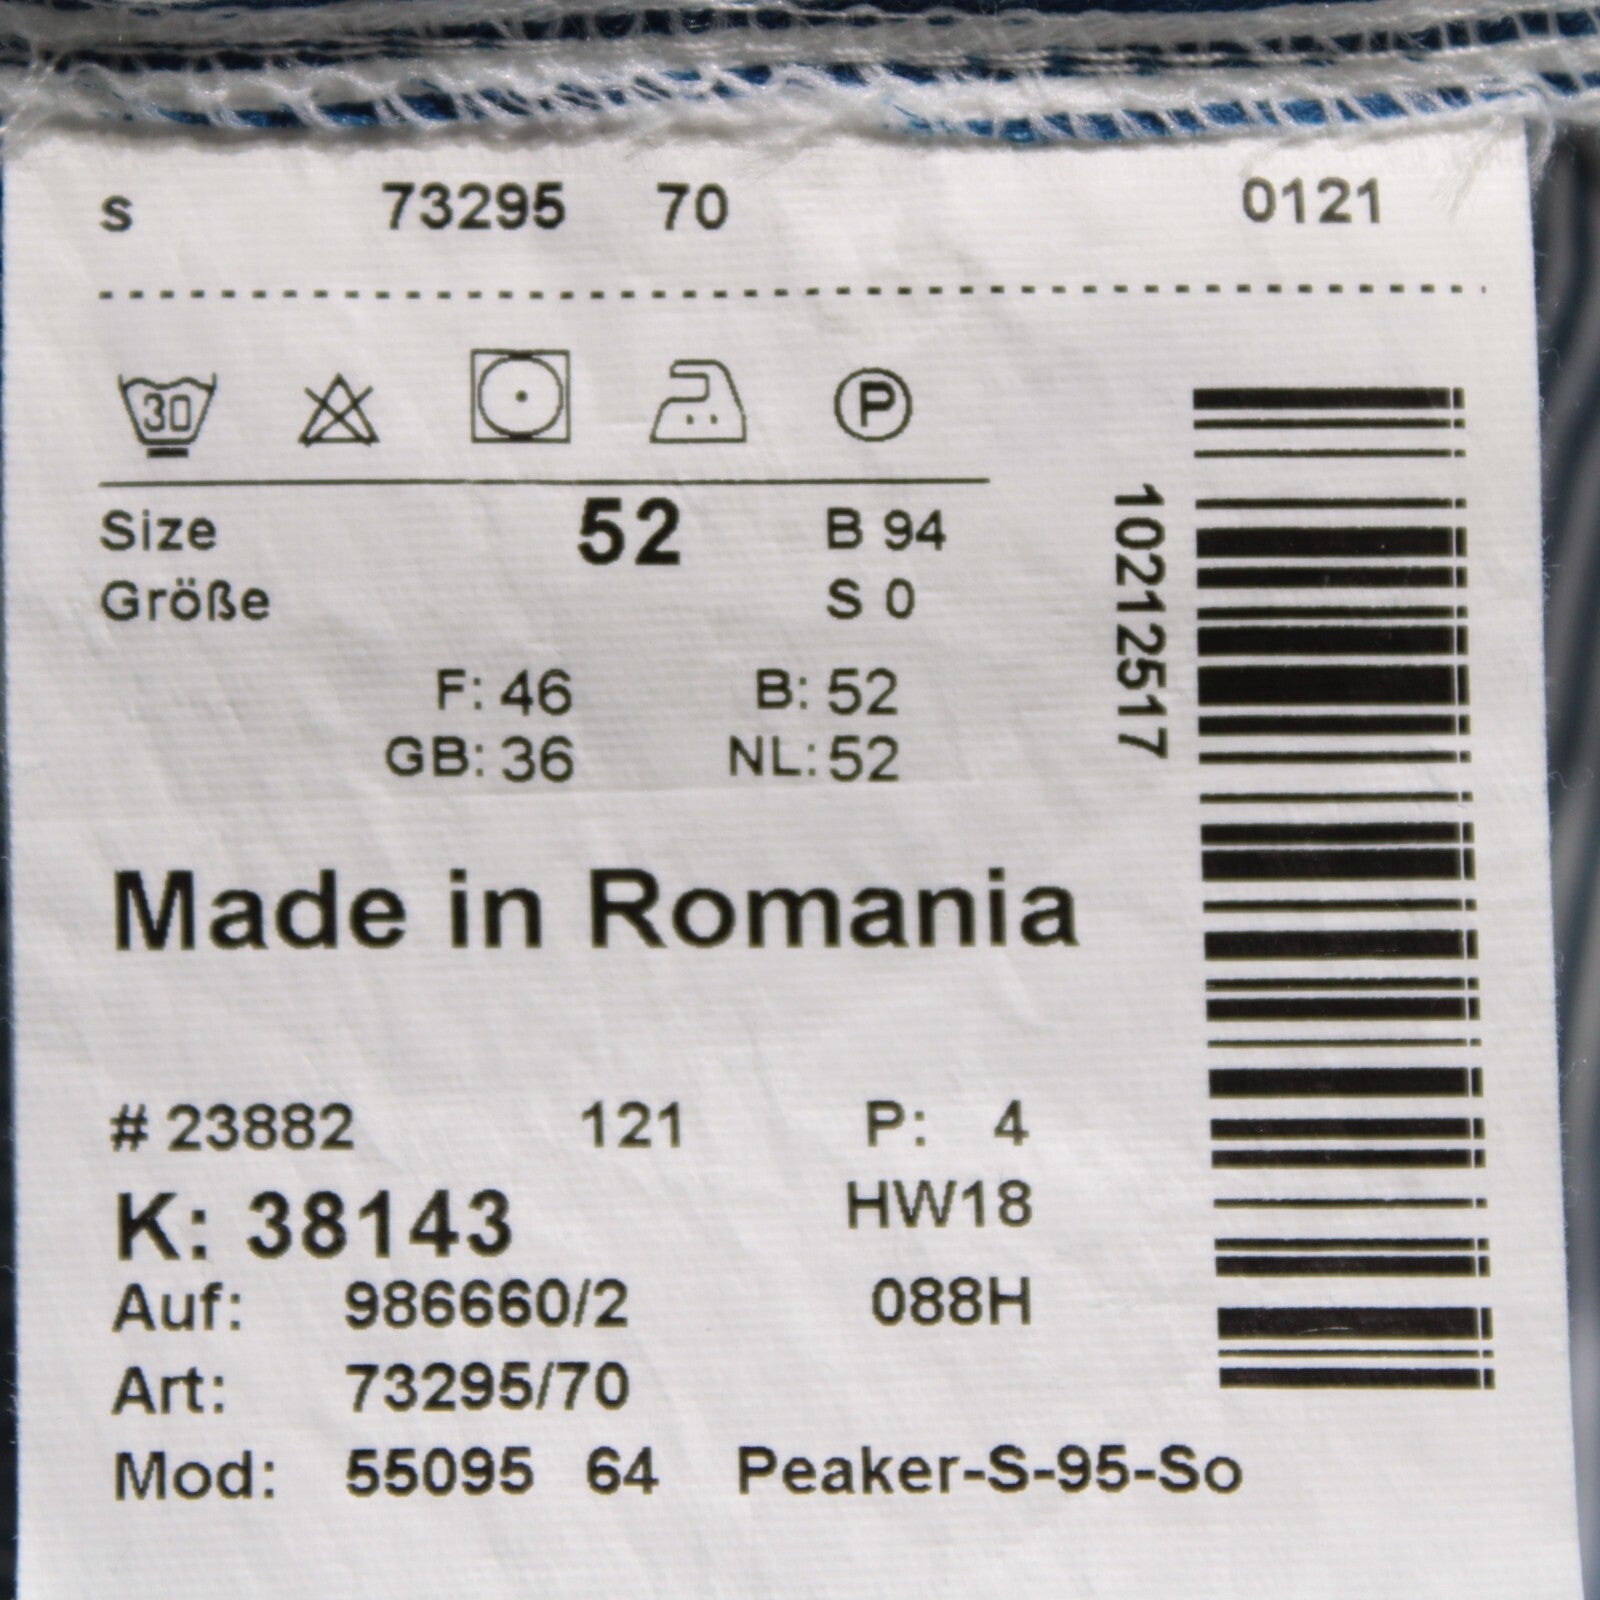 s 73295 70 0121
30 P
Size 52 B 94
Größe S 0
F: 46 B: 52
GB: 36 NL: 52
10212517
Made in Romania
# 23882 121 P: 4
K: 38143 HW18
Auf: 986660/2 088H
Art: 73295/70
Mod: 55095 64 Peaker-S-95-So